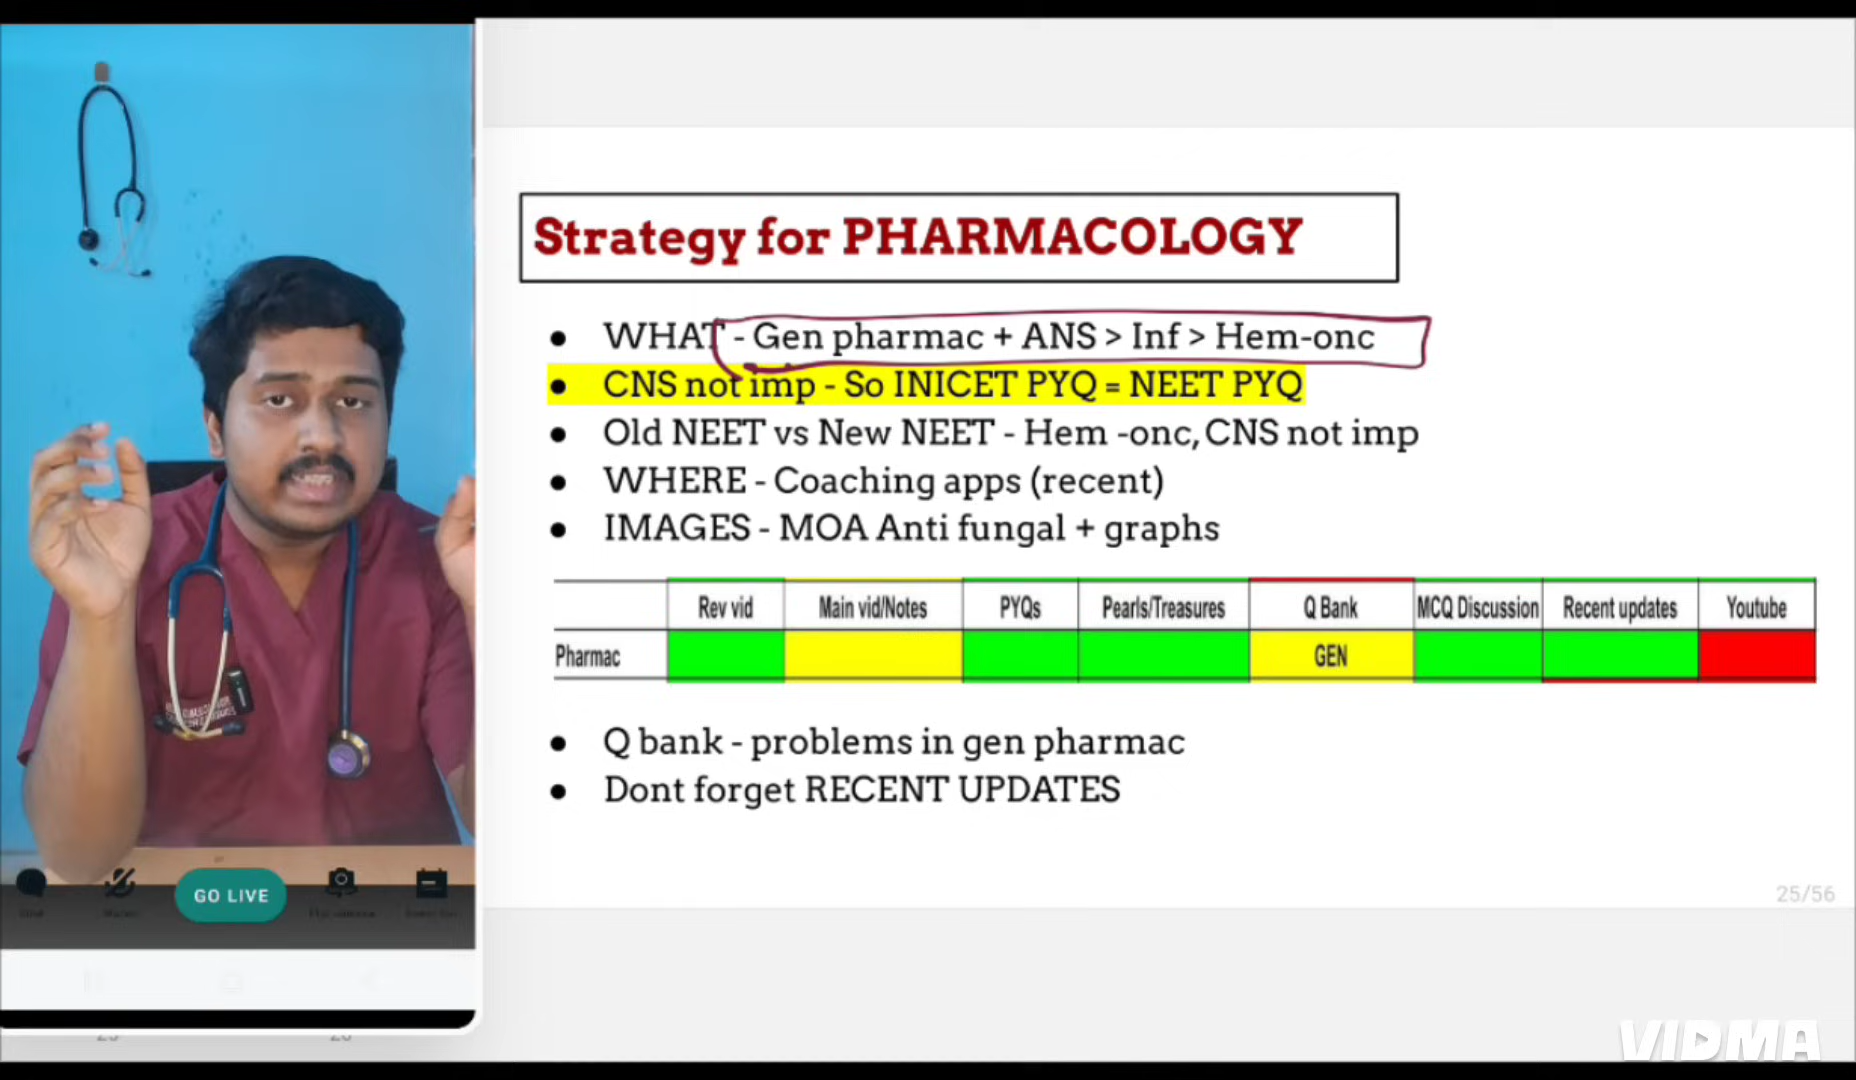 Strategy for PHARMACOLOGY
● WHAT - Gen pharmac + ANS > Inf > Hem-onc
● CNS not imp - So INICET PYQ = NEET PYQ
● Old NEET vs New NEET - Hem -onc, CNS not imp
● WHERE - Coaching apps (recent)
● IMAGES - MOA Anti fungal + graphs
Rev vid Main vid/Notes PYQs Pearls/Treasures Q Bank MCQ Discussion Recent updates Youtube
Pharmac GEN
● Q bank - problems in gen pharmac
● Dont forget RECENT UPDATES
GO LIVE
25/56
VIDMA